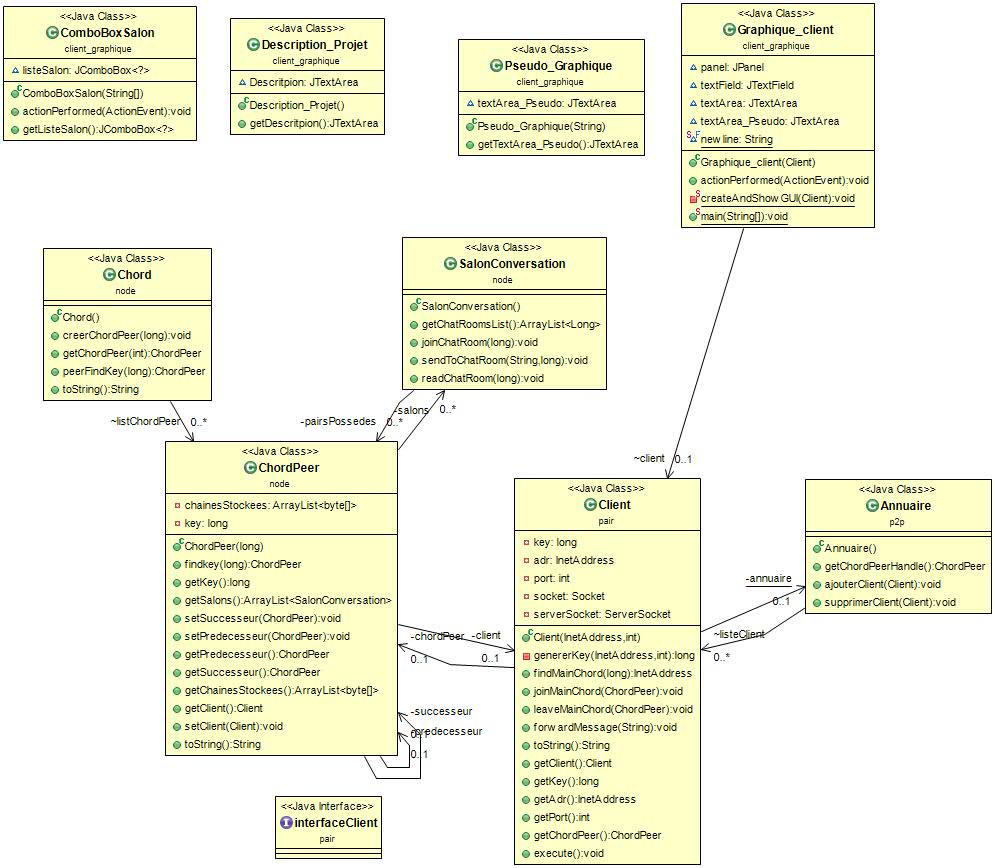 <<Java Class>>
ComboBoxSalon
client_graphique
listeSalon: JComboBox<?>
ComboBoxSalon(String[])
actionPerformed(ActionEvent):void
getListeSalon():JComboBox<?>
<<Java Class>>
Description_Projet
client_graphique
Descritpion: JTextArea
Description_Projet()
getDescritpion():JTextArea
<<Java Class>>
Pseudo_Graphique
client_graphique
textArea_Pseudo: JTextArea
Pseudo_Graphique(String)
getTextArea_Pseudo():JTextArea
<<Java Class>>
Graphique_client
client_graphique
panel: JPanel
textField: JTextField
textArea: JTextArea
textArea_Pseudo: JTextArea
newline: String
Graphique_client(Client)
actionPerformed(ActionEvent):void
createAndShowGUI(Client):void
main(String[]):void
<<Java Class>>
Chord
node
Chord()
creerChordPeer(long):void
getChordPeer(int):ChordPeer
peerFindKey(long):ChordPeer
toString():String
<<Java Class>>
SalonConversation
node
SalonConversation()
getChatRoomsList():ArrayList<Long>
joinChatRoom(long):void
sendToChatRoom(String,long):void
readChatRoom(long):void
~listChordPeer 0..*
-pairsPossedes 0..*
-salons 0..*
~client 0..1
<<Java Class>>
ChordPeer
node
chainesStockees: ArrayList<byte[]>
key: long
ChordPeer(long)
findkey(long):ChordPeer
getKey():long
getSalons():ArrayList<SalonConversation>
setSuccesseur(ChordPeer):void
setPredecesseur(ChordPeer):void
getPredecesseur():ChordPeer
getSuccesseur():ChordPeer
getChainesStockees():ArrayList<byte[]>
getClient():Client
setClient(Client):void
toString():String
-chordPeer 0..1
-client 0..1
-successeur 0..1
-predecesseur 0..1
<<Java Class>>
Client
pair
key: long
adr: InetAddress
port: int
socket: Socket
serverSocket: ServerSocket
Client(InetAddress,int)
genererKey(InetAddress,int):long
findMainChord(long):InetAddress
joinMainChord(ChordPeer):void
leaveMainChord(ChordPeer):void
forwardMessage(String):void
toString():String
getClient():Client
getKey():long
getAdr():InetAddress
getPort():int
getChordPeer():ChordPeer
execute():void
-annuaire 0..1
~listeClient 0..*
<<Java Class>>
Annuaire
p2p
Annuaire()
getChordPeerHandle():ChordPeer
ajouterClient(Client):void
supprimerClient(Client):void
<<Java Interface>>
interfaceClient
pair